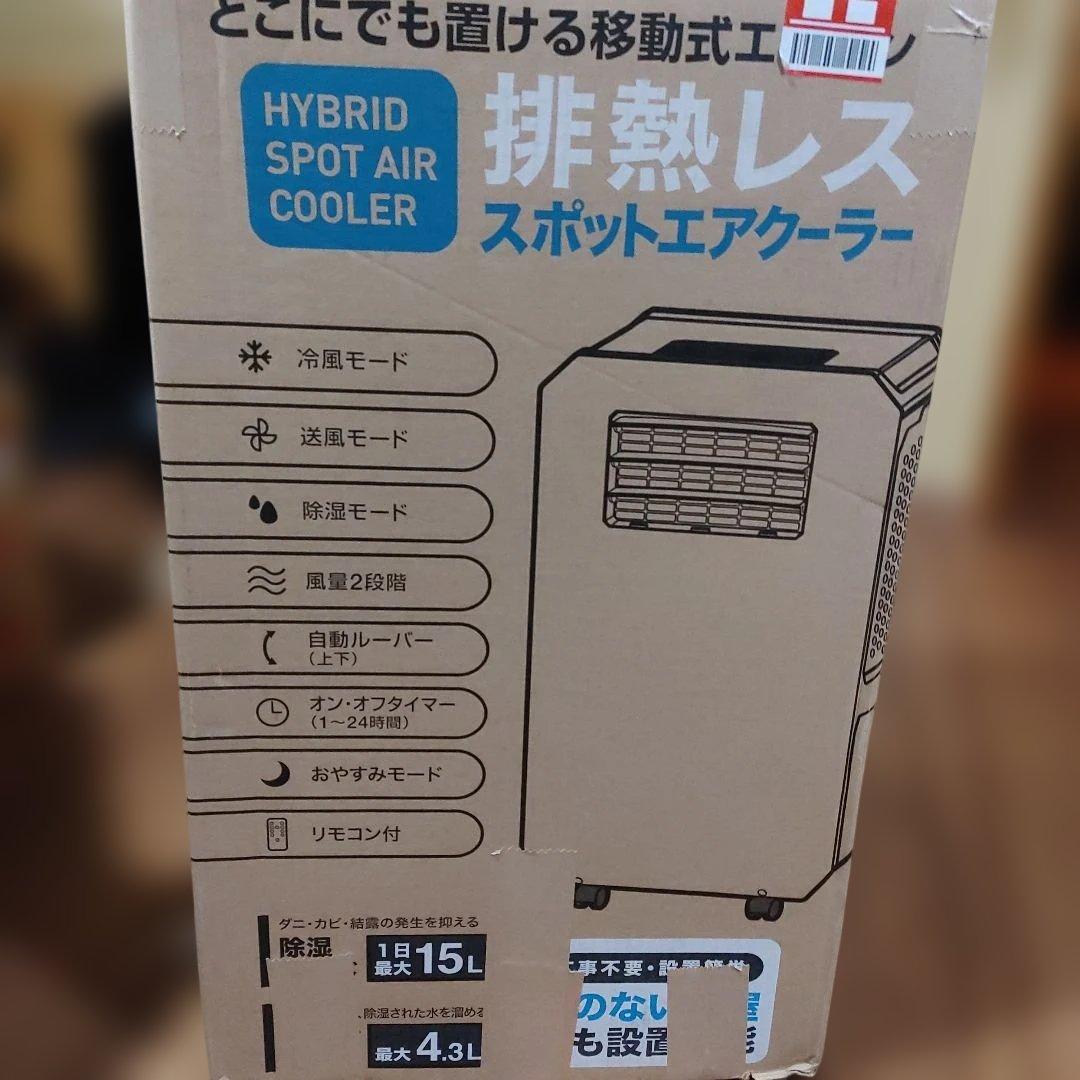 どこにでも置ける移動式エ
HYBRID
SPOT AIR
COOLER
排熱レス
スポットエアクーラー
冷風モード
送風モード
除湿モード
風量2段階
自動ルーバー
(上下)
オン・オフタイマー
(1〜24時間)
おやすみモード
リモコン付
ダニ・カビ・結露の発生を抑える
除湿
1日
最大15L
除湿された水を溜める
最大4.3L
事不要・設置簡単
のない
も設置